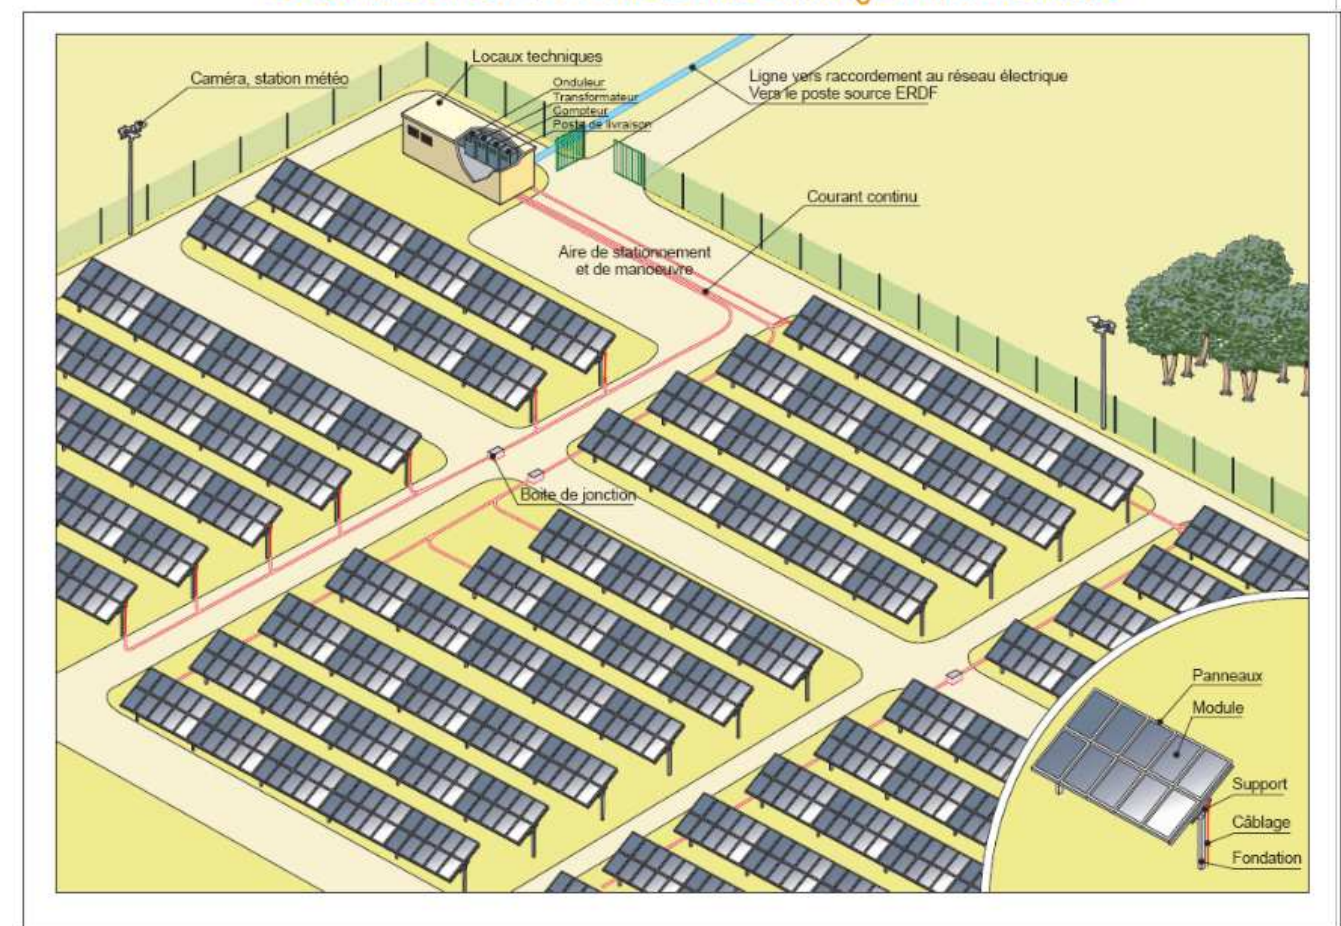 Caméra, station météo
Locaux techniques
Onduleur
Transformateur
Compteur
Poste de livraison
Ligne vers raccordement au réseau électrique
Vers le poste source ERDF
Courant continu
Aire de stationnement
et de manoeuvre
Boite de jonction
Panneaux
Module
Support
Câblage
Fondation